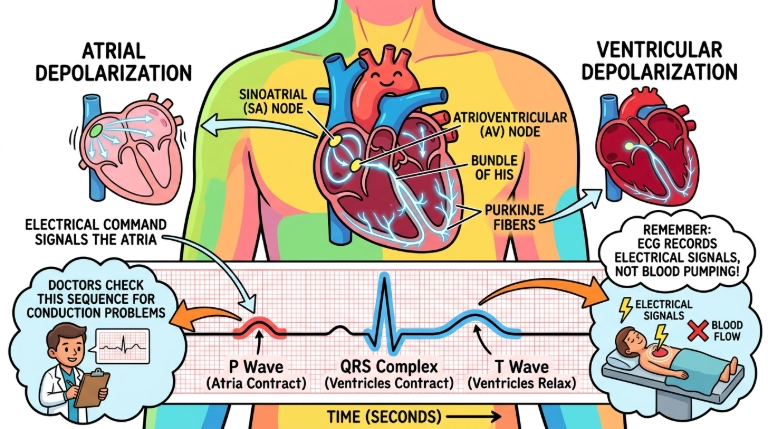 ATRIAL
DEPOLARIZATION
VENTRICULAR
DEPOLARIZATION
SINOATRIAL
(SA) NODE
ATRIOVENTRICULAR
(AV) NODE
BUNDLE
OF HIS
PURKINJE
FIBERS
ELECTRICAL COMMAND
SIGNALS THE ATRIA
REMEMBER:
ECG RECORDS
ELECTRICAL SIGNALS,
NOT BLOOD PUMPING!
DOCTORS CHECK
THIS SEQUENCE FOR
CONDUCTION PROBLEMS
ELECTRICAL
SIGNALS
BLOOD
FLOW
P Wave
(Atria Contract)
QRS Complex
(Ventricles Contract)
T Wave
(Ventricles Relax)
TIME (SECONDS)